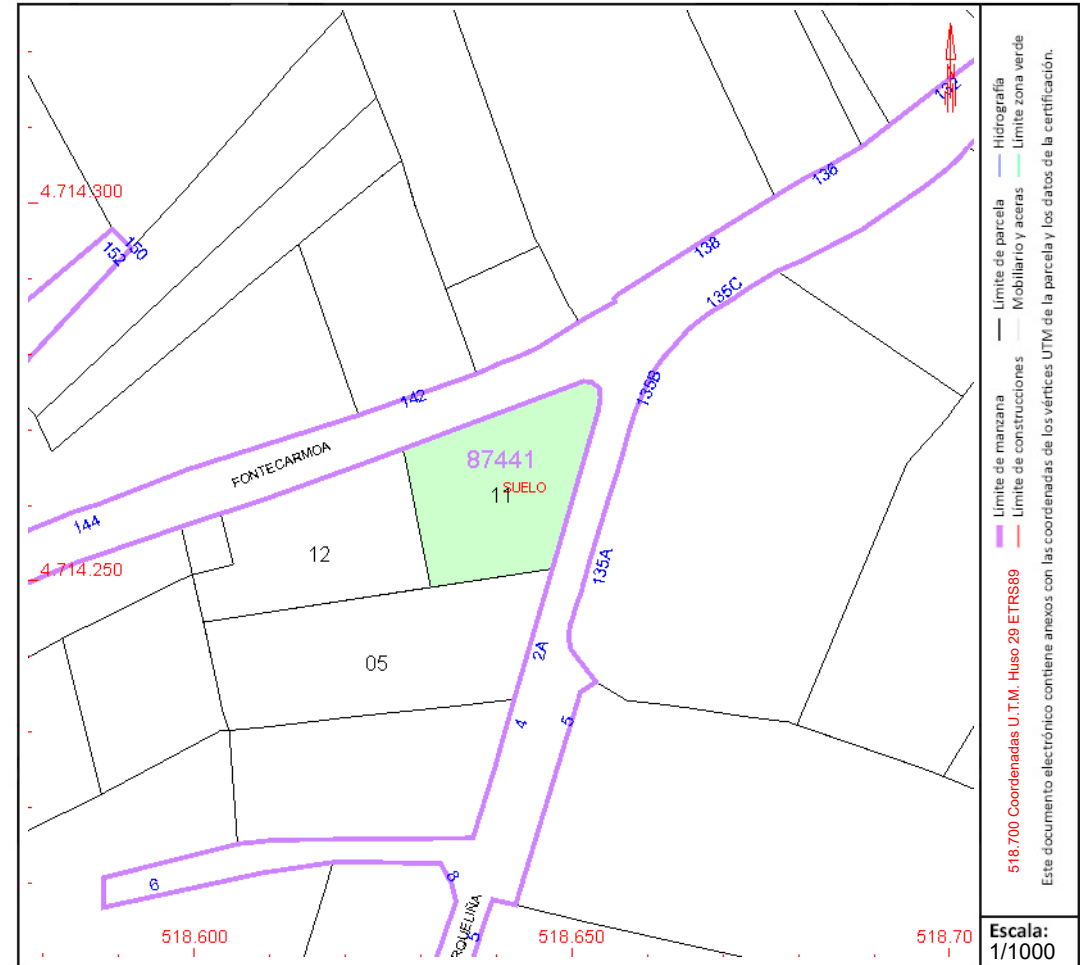 132
136
4.714.300
138
150
152
135C
135B
142
87441
FONTECARMOA
SUELO
11
144
12
4.714.250
135A
2A
05
4
5
6
8
RQUELIÑA
5
518.600
518.650
518.70
Hidrografía
Límite zona verde
Límite de parcela
Mobiliario y aceras
Límite de manzana
Límite de construcciones
518.700 Coordenadas U.T.M. Huso 29 ETRS89
Este documento electrónico contiene anexos con las coordenadas de los vértices UTM de la parcela y los datos de la certificación.
Escala:
1/1000